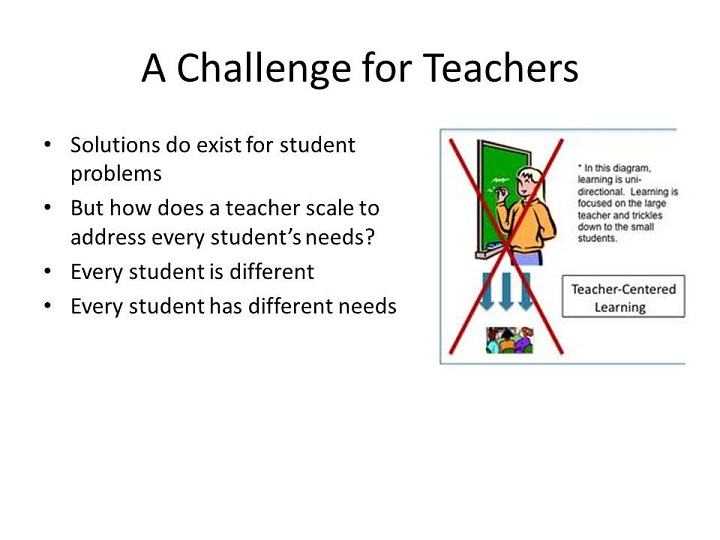 A Challenge for Teachers
• Solutions do exist for student
problems
• But how does a teacher scale to
address every student’s needs?
• Every student is different
• Every student has different needs
* In this diagram,
learning is uni-
directional. Learning is
focused on the large
teacher and trickles
down to the small
students.
Teacher-Centered
Learning